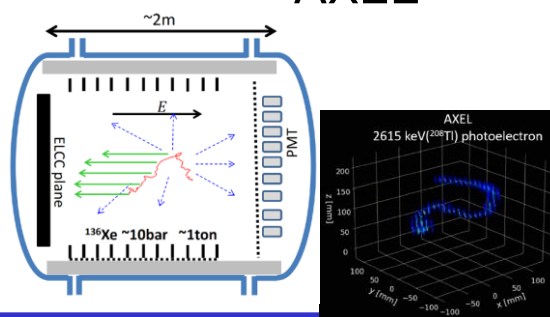 AXEL
~2m
E
ELCC plane
PMT
¹³⁶Xe ~10bar ~1ton
AXEL
2615 keV(²⁰⁸Tl) photoelectron
200
150
100
50
0
z [mm]
100
50
0
−50
−100
y [mm]
−100
−50
0
50
100
x [mm]